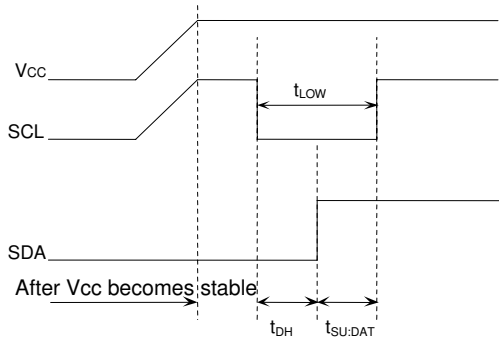 Vcc
tLOW
SCL
SDA
After Vcc becomes stable
tDH
tSU:DAT